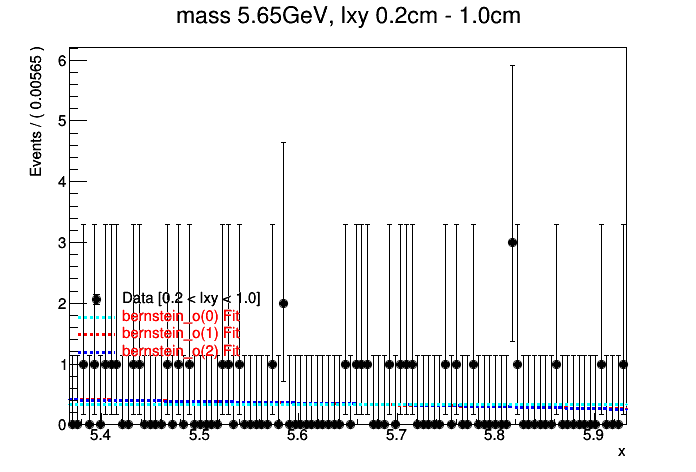 mass 5.65GeV, lxy 0.2cm - 1.0cm
Events / ( 0.00565 )
6
5
4
3
2
1
0
Data [0.2 < lxy < 1.0]
bernstein_o(0) Fit
bernstein_o(1) Fit
bernstein_o(2) Fit
5.4 5.5 5.6 5.7 5.8 5.9
x